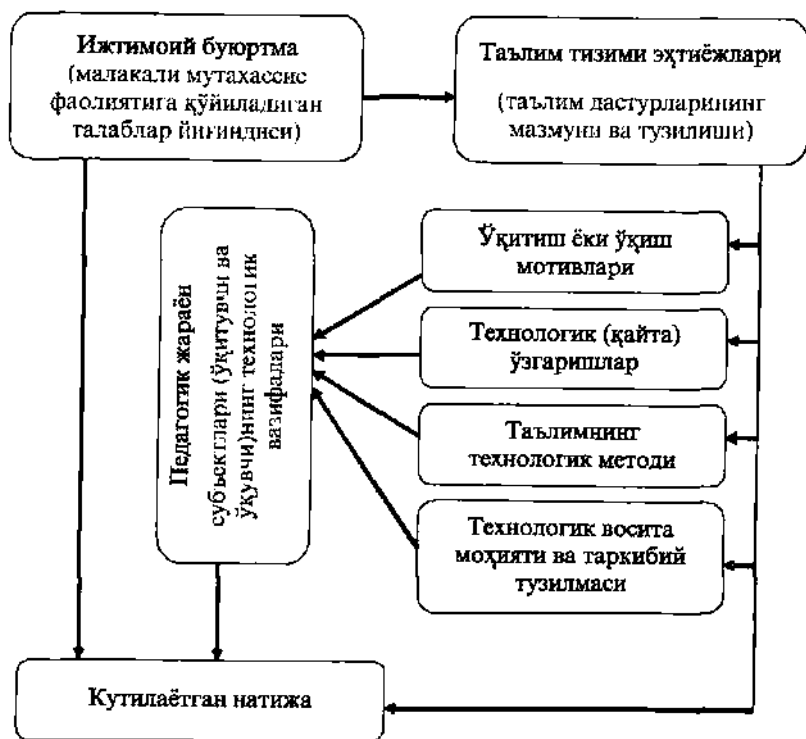 Ижтимоий буюртма
(малакали мутахассис
фаолиятига қўйиладиган
талаблар йиғиндиси)
Таълим тизими эҳтиёжлари
(таълим дастурларининг
мазмуни ва тузилиши)
Педагогик жараён
субъектлари (ўқитувчи ва
ўқувчи)нинг технологик
вазифалари
Ўқитиш ёки ўқиш
мотивлари
Технологик (қайта)
ўзгаришлар
Таълимнинг
технологик методи
Технологик восита
моҳияти ва таркибий
тузилмаси
Кутилаётган натижа